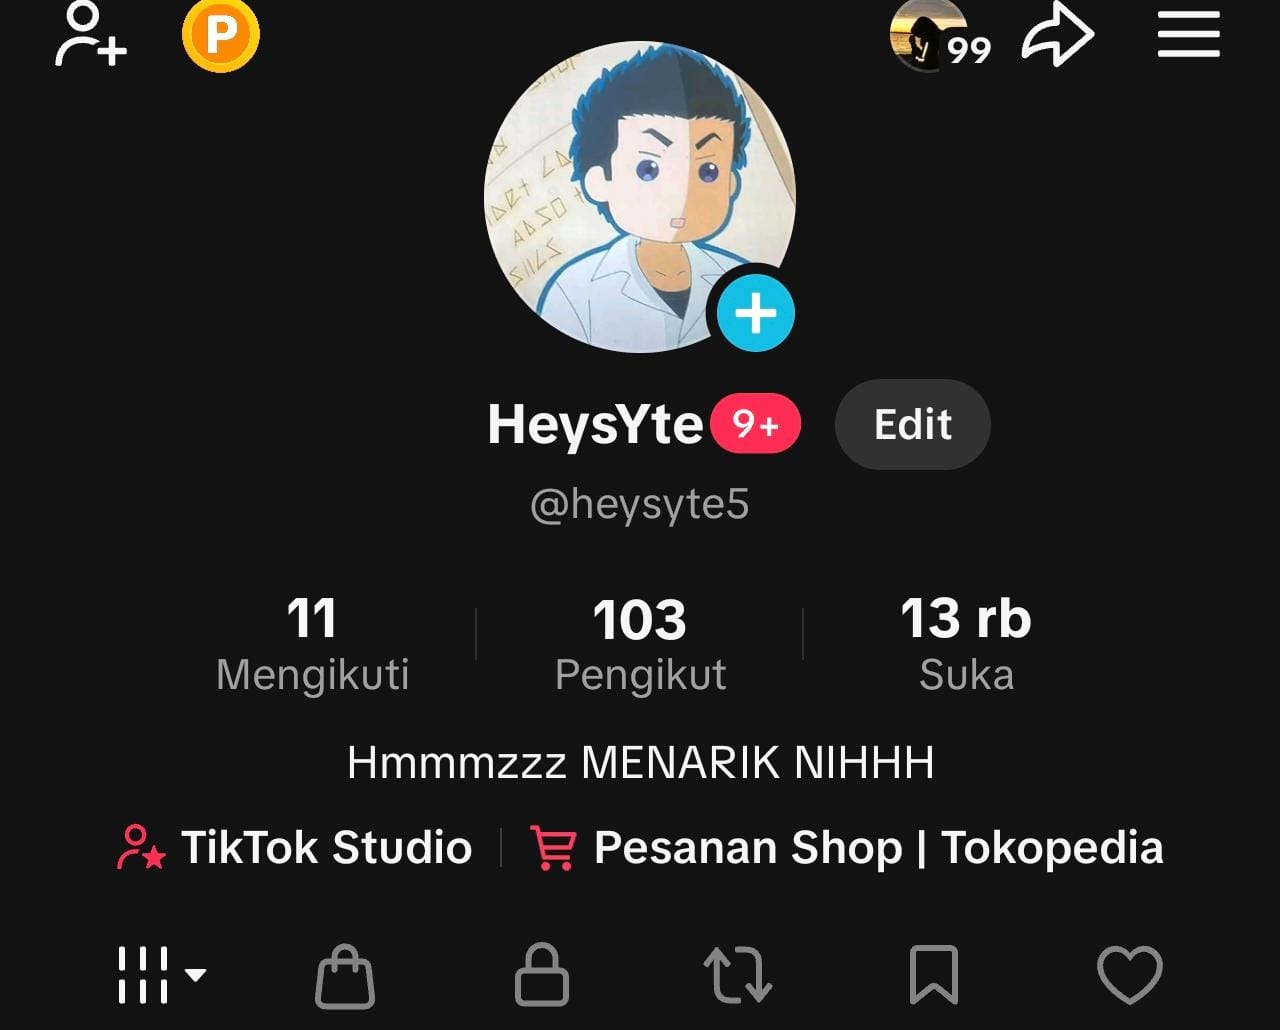 P
99
HeysYte 9+ Edit
@heysyte5
11 103 13 rb
Mengikuti Pengikut Suka
Hmmmzzz MENARIK NIHHH
TikTok Studio | Pesanan Shop | Tokopedia